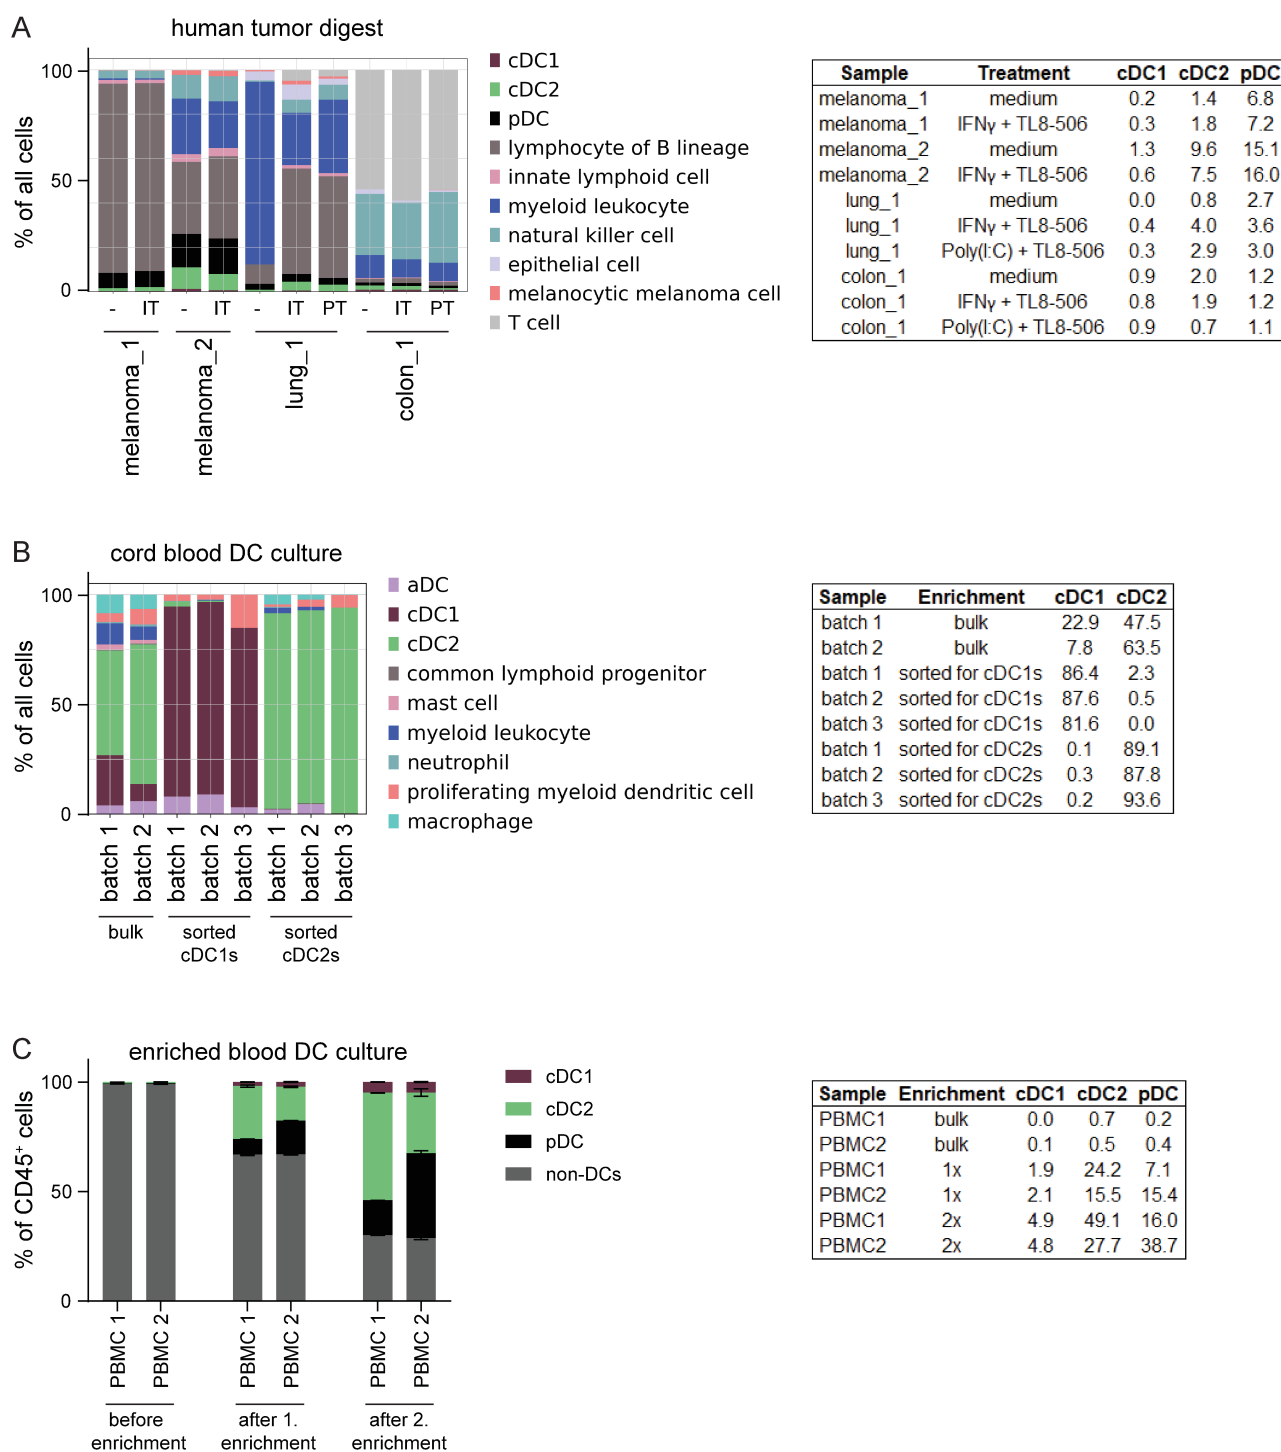 A
human tumor digest
% of all cells
100
50
0
- IT - IT - IT PT - IT PT
melanoma_1
melanoma_2
lung_1
colon_1
cDC1
cDC2
pDC
lymphocyte of B lineage
innate lymphoid cell
myeloid leukocyte
natural killer cell
epithelial cell
melanocytic melanoma cell
T cell
Sample Treatment cDC1 cDC2 pDC
melanoma_1 medium 0.2 1.4 6.8
melanoma_1 IFNγ + TL8-506 0.3 1.8 7.2
melanoma_2 medium 1.3 9.6 15.1
melanoma_2 IFNγ + TL8-506 0.6 7.5 16.0
lung_1 medium 0.0 0.8 2.7
lung_1 IFNγ + TL8-506 0.4 4.0 3.6
lung_1 Poly(I:C) + TL8-506 0.3 2.9 3.0
colon_1 medium 0.9 2.0 1.2
colon_1 IFNγ + TL8-506 0.8 1.9 1.2
colon_1 Poly(I:C) + TL8-506 0.9 0.7 1.1
B
cord blood DC culture
% of all cells
100
50
0
batch 1
batch 2
batch 1
batch 2
batch 3
batch 1
batch 2
batch 3
bulk
sorted
cDC1s
sorted
cDC2s
aDC
cDC1
cDC2
common lymphoid progenitor
mast cell
myeloid leukocyte
neutrophil
proliferating myeloid dendritic cell
macrophage
Sample Enrichment cDC1 cDC2
batch 1 bulk 22.9 47.5
batch 2 bulk 7.8 63.5
batch 1 sorted for cDC1s 86.4 2.3
batch 2 sorted for cDC1s 87.6 0.5
batch 3 sorted for cDC1s 81.6 0.0
batch 1 sorted for cDC2s 0.1 89.1
batch 2 sorted for cDC2s 0.3 87.8
batch 3 sorted for cDC2s 0.2 93.6
C
enriched blood DC culture
% of CD45⁺ cells
100
50
0
PBMC 1
PBMC 2
PBMC 1
PBMC 2
PBMC 1
PBMC 2
before
enrichment
after 1.
enrichment
after 2.
enrichment
cDC1
cDC2
pDC
non-DCs
Sample Enrichment cDC1 cDC2 pDC
PBMC1 bulk 0.0 0.7 0.2
PBMC2 bulk 0.1 0.5 0.4
PBMC1 1x 1.9 24.2 7.1
PBMC2 1x 2.1 15.5 15.4
PBMC1 2x 4.9 49.1 16.0
PBMC2 2x 4.8 27.7 38.7